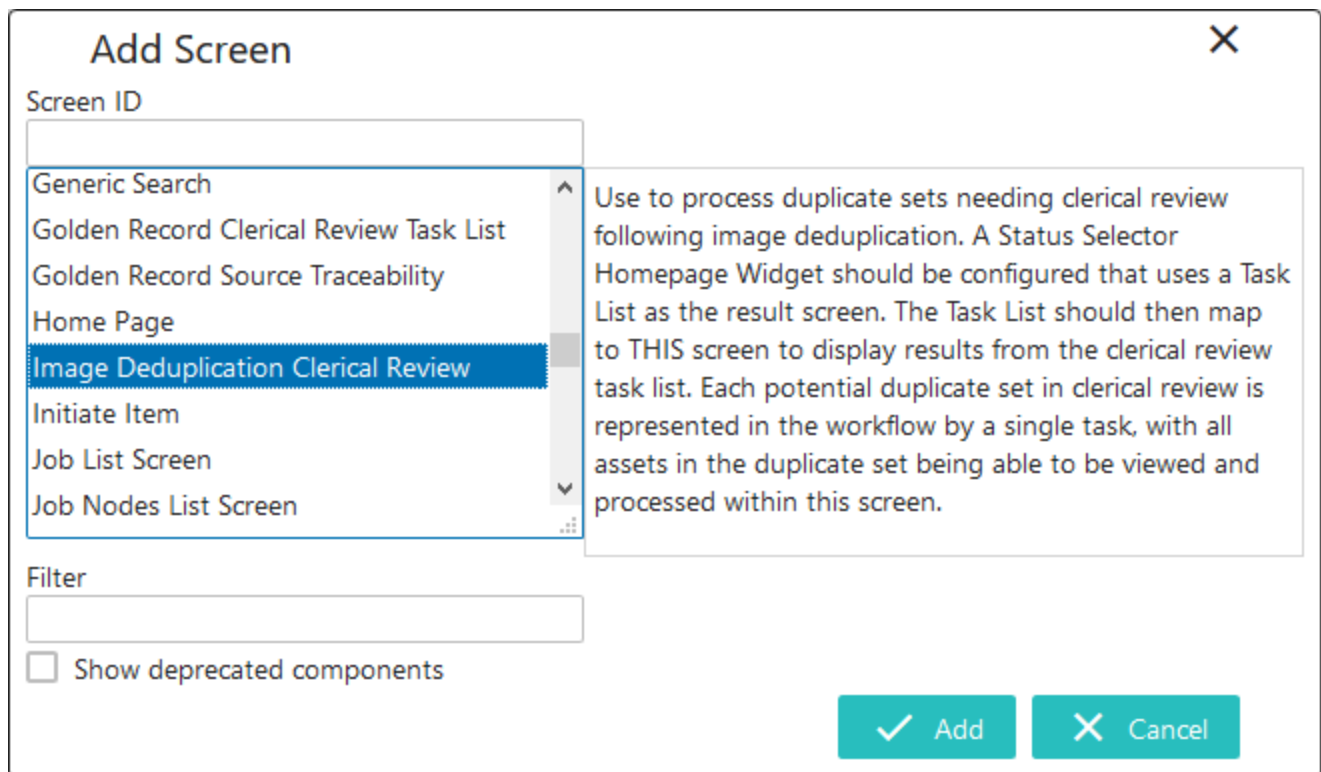 Add Screen
Screen ID
Generic Search
Golden Record Clerical Review Task List
Golden Record Source Traceability
Home Page
Image Deduplication Clerical Review
Initiate Item
Job List Screen
Job Nodes List Screen
Use to process duplicate sets needing clerical review
following image deduplication. A Status Selector
Homepage Widget should be configured that uses a Task
List as the result screen. The Task List should then map
to THIS screen to display results from the clerical review
task list. Each potential duplicate set in clerical review is
represented in the workflow by a single task, with all
assets in the duplicate set being able to be viewed and
processed within this screen.
Filter
Show deprecated components
Add
Cancel